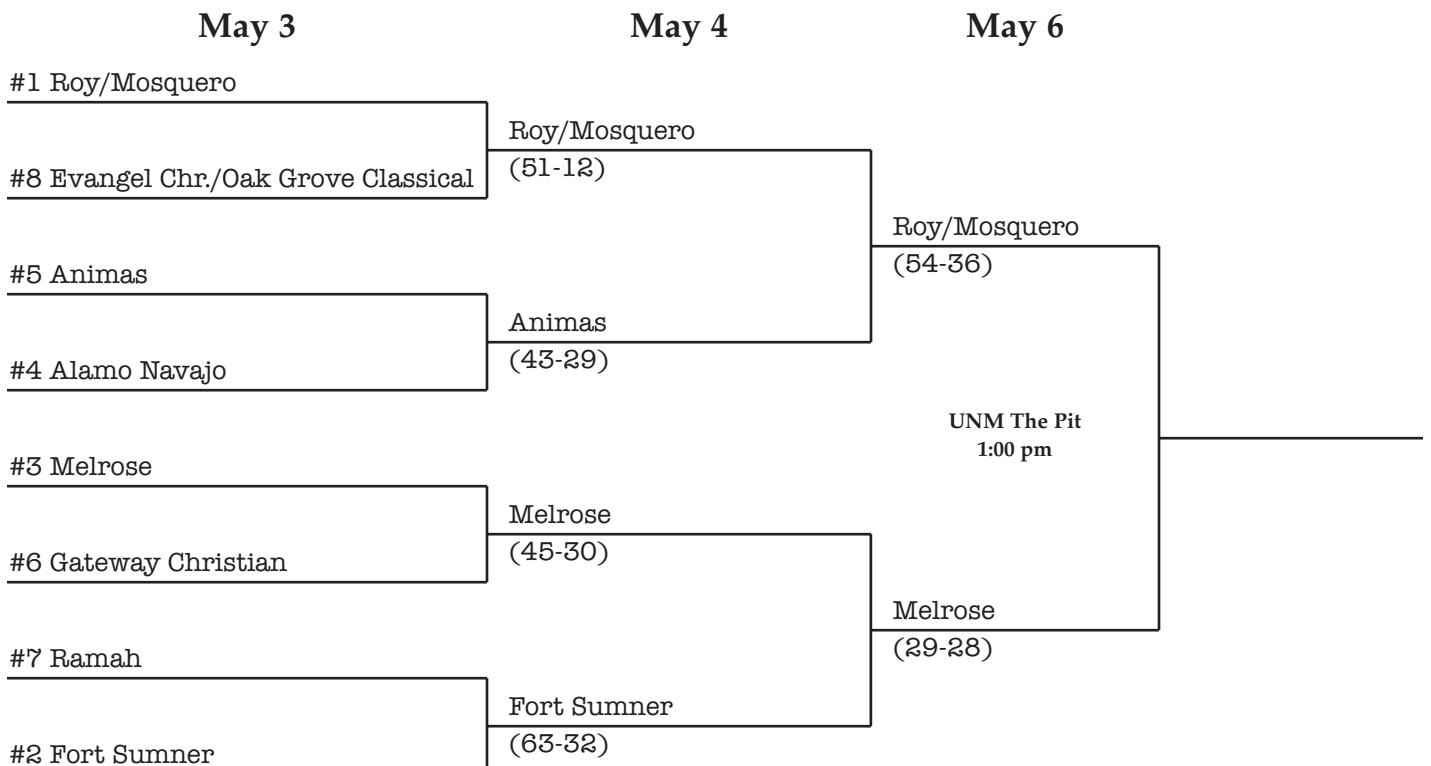 May 3
May 4
May 6
#1 Roy/Mosquero
Roy/Mosquero
(51-12)
#8 Evangel Chr./Oak Grove Classical
Roy/Mosquero
(54-36)
#5 Animas
Animas
(43-29)
#4 Alamo Navajo
UNM The Pit
1:00 pm
#3 Melrose
Melrose
(45-30)
#6 Gateway Christian
Melrose
(29-28)
#7 Ramah
Fort Sumner
(63-32)
#2 Fort Sumner